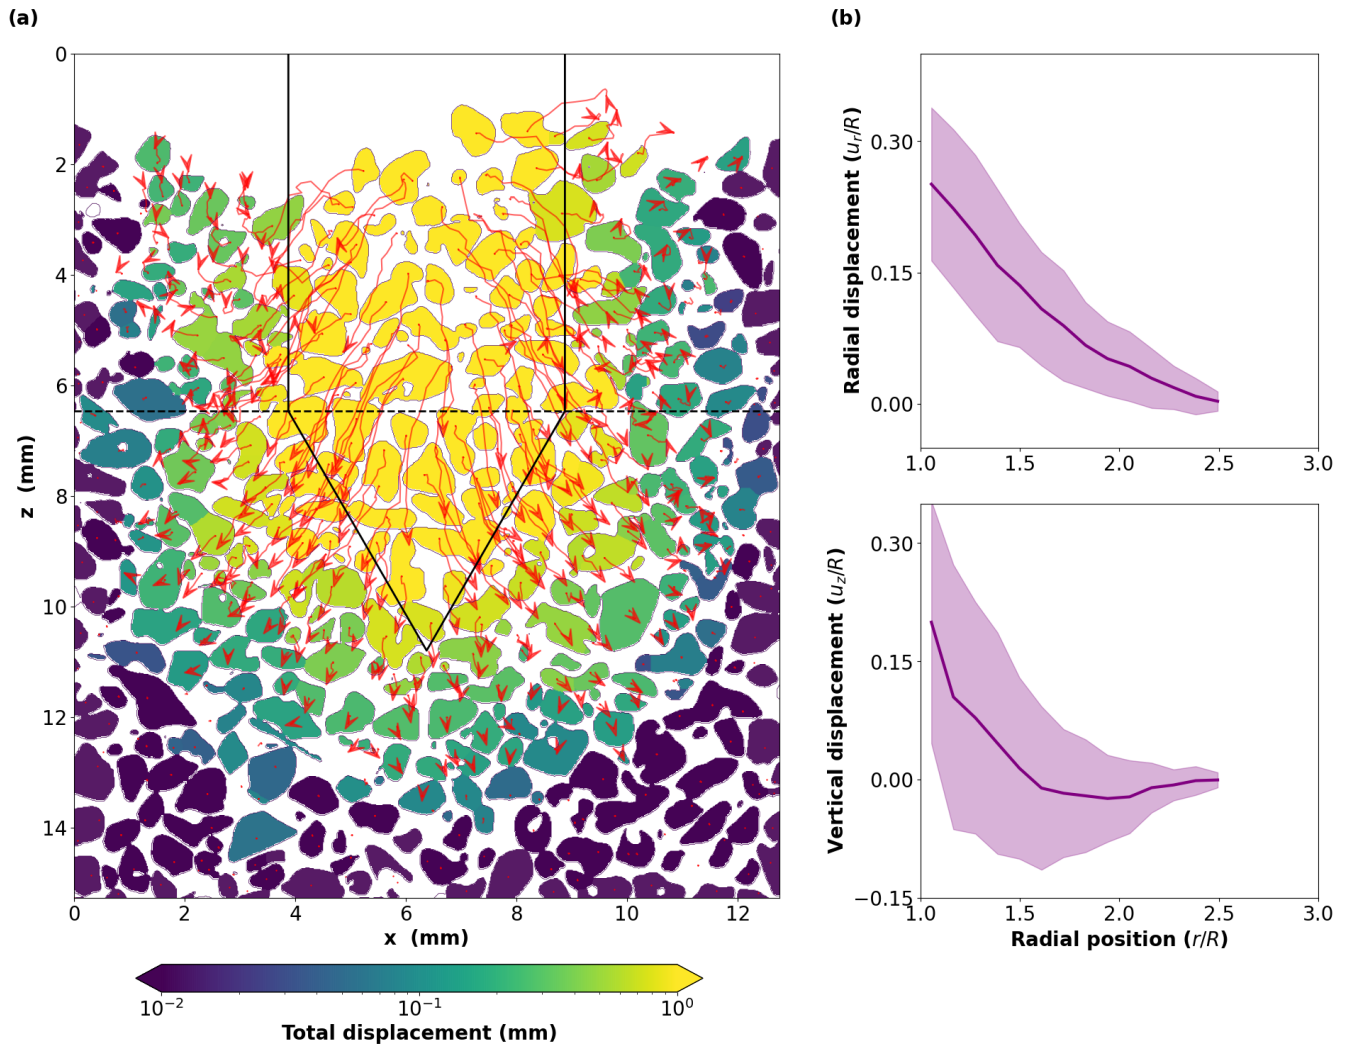 (a)
0
2
4
6
8
10
12
14
z (mm)
0 2 4 6 8 10 12
x (mm)
10⁻² 10⁻¹ 10⁰
Total displacement (mm)
(b)
0.30
0.15
0.00
Radial displacement (u_r/R)
1.0 1.5 2.0 2.5 3.0
0.30
0.15
0.00
−0.15
Vertical displacement (u_z/R)
1.0 1.5 2.0 2.5 3.0
Radial position (r/R)